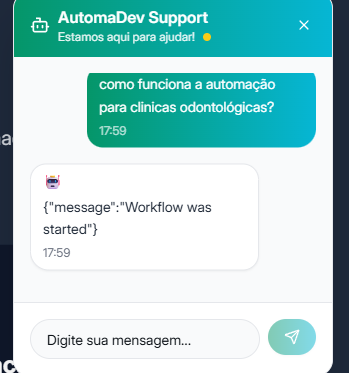 AutomaDev Support
Estamos aqui para ajudar!
como funciona a automação
para clinicas odontológicas?
17:59
{"message":"Workflow was
started"}
17:59
Digite sua mensagem...